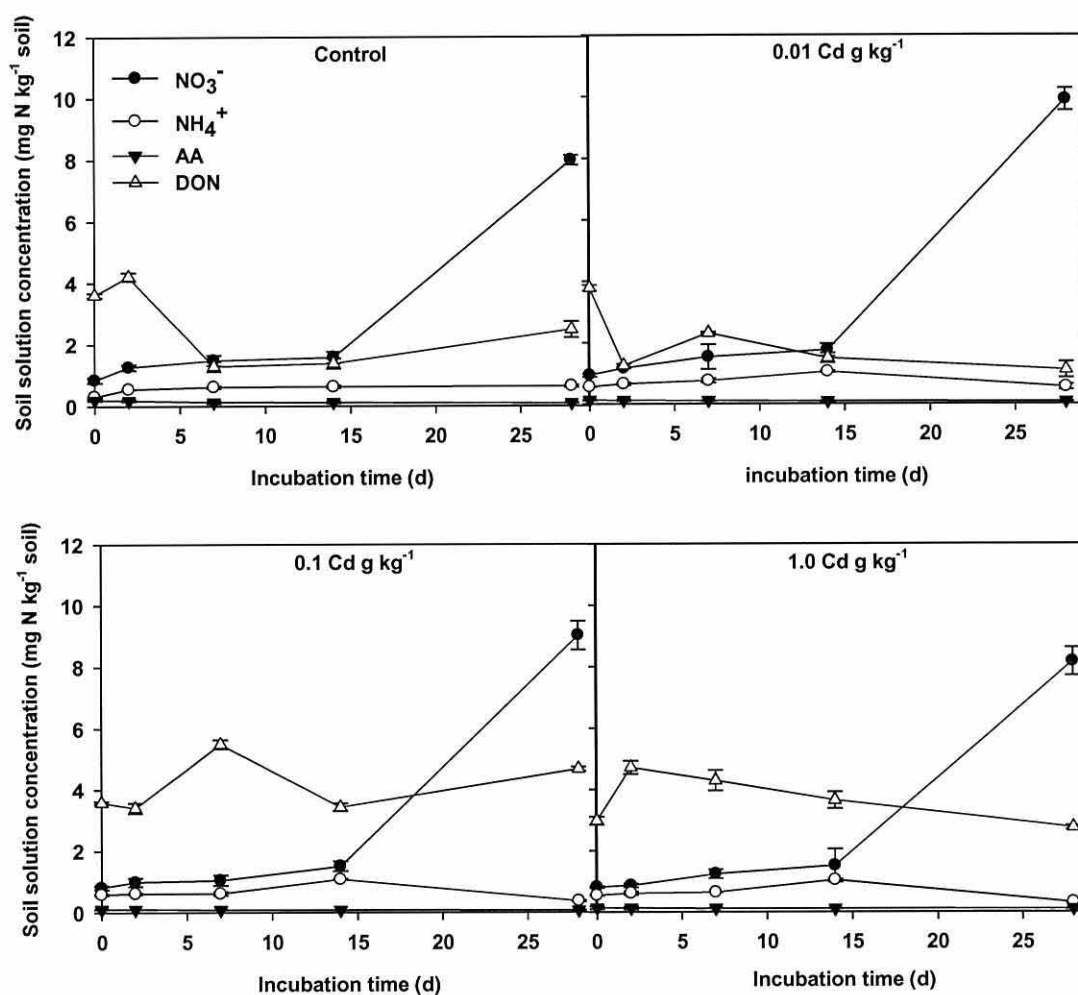 Soil solution concentration (mg N kg⁻¹ soil)
12
10
8
6
4
2
0
Control
NO₃⁻
NH₄⁺
AA
DON
0 5 10 15 20 25
Incubation time (d)
0.01 Cd g kg⁻¹
0 5 10 15 20 25
incubation time (d)
Soil solution concentration (mg N kg⁻¹ soil)
12
10
8
6
4
2
0
0.1 Cd g kg⁻¹
0 5 10 15 20 25
Incubation time (d)
1.0 Cd g kg⁻¹
0 5 10 15 20 25
Incubation time (d)